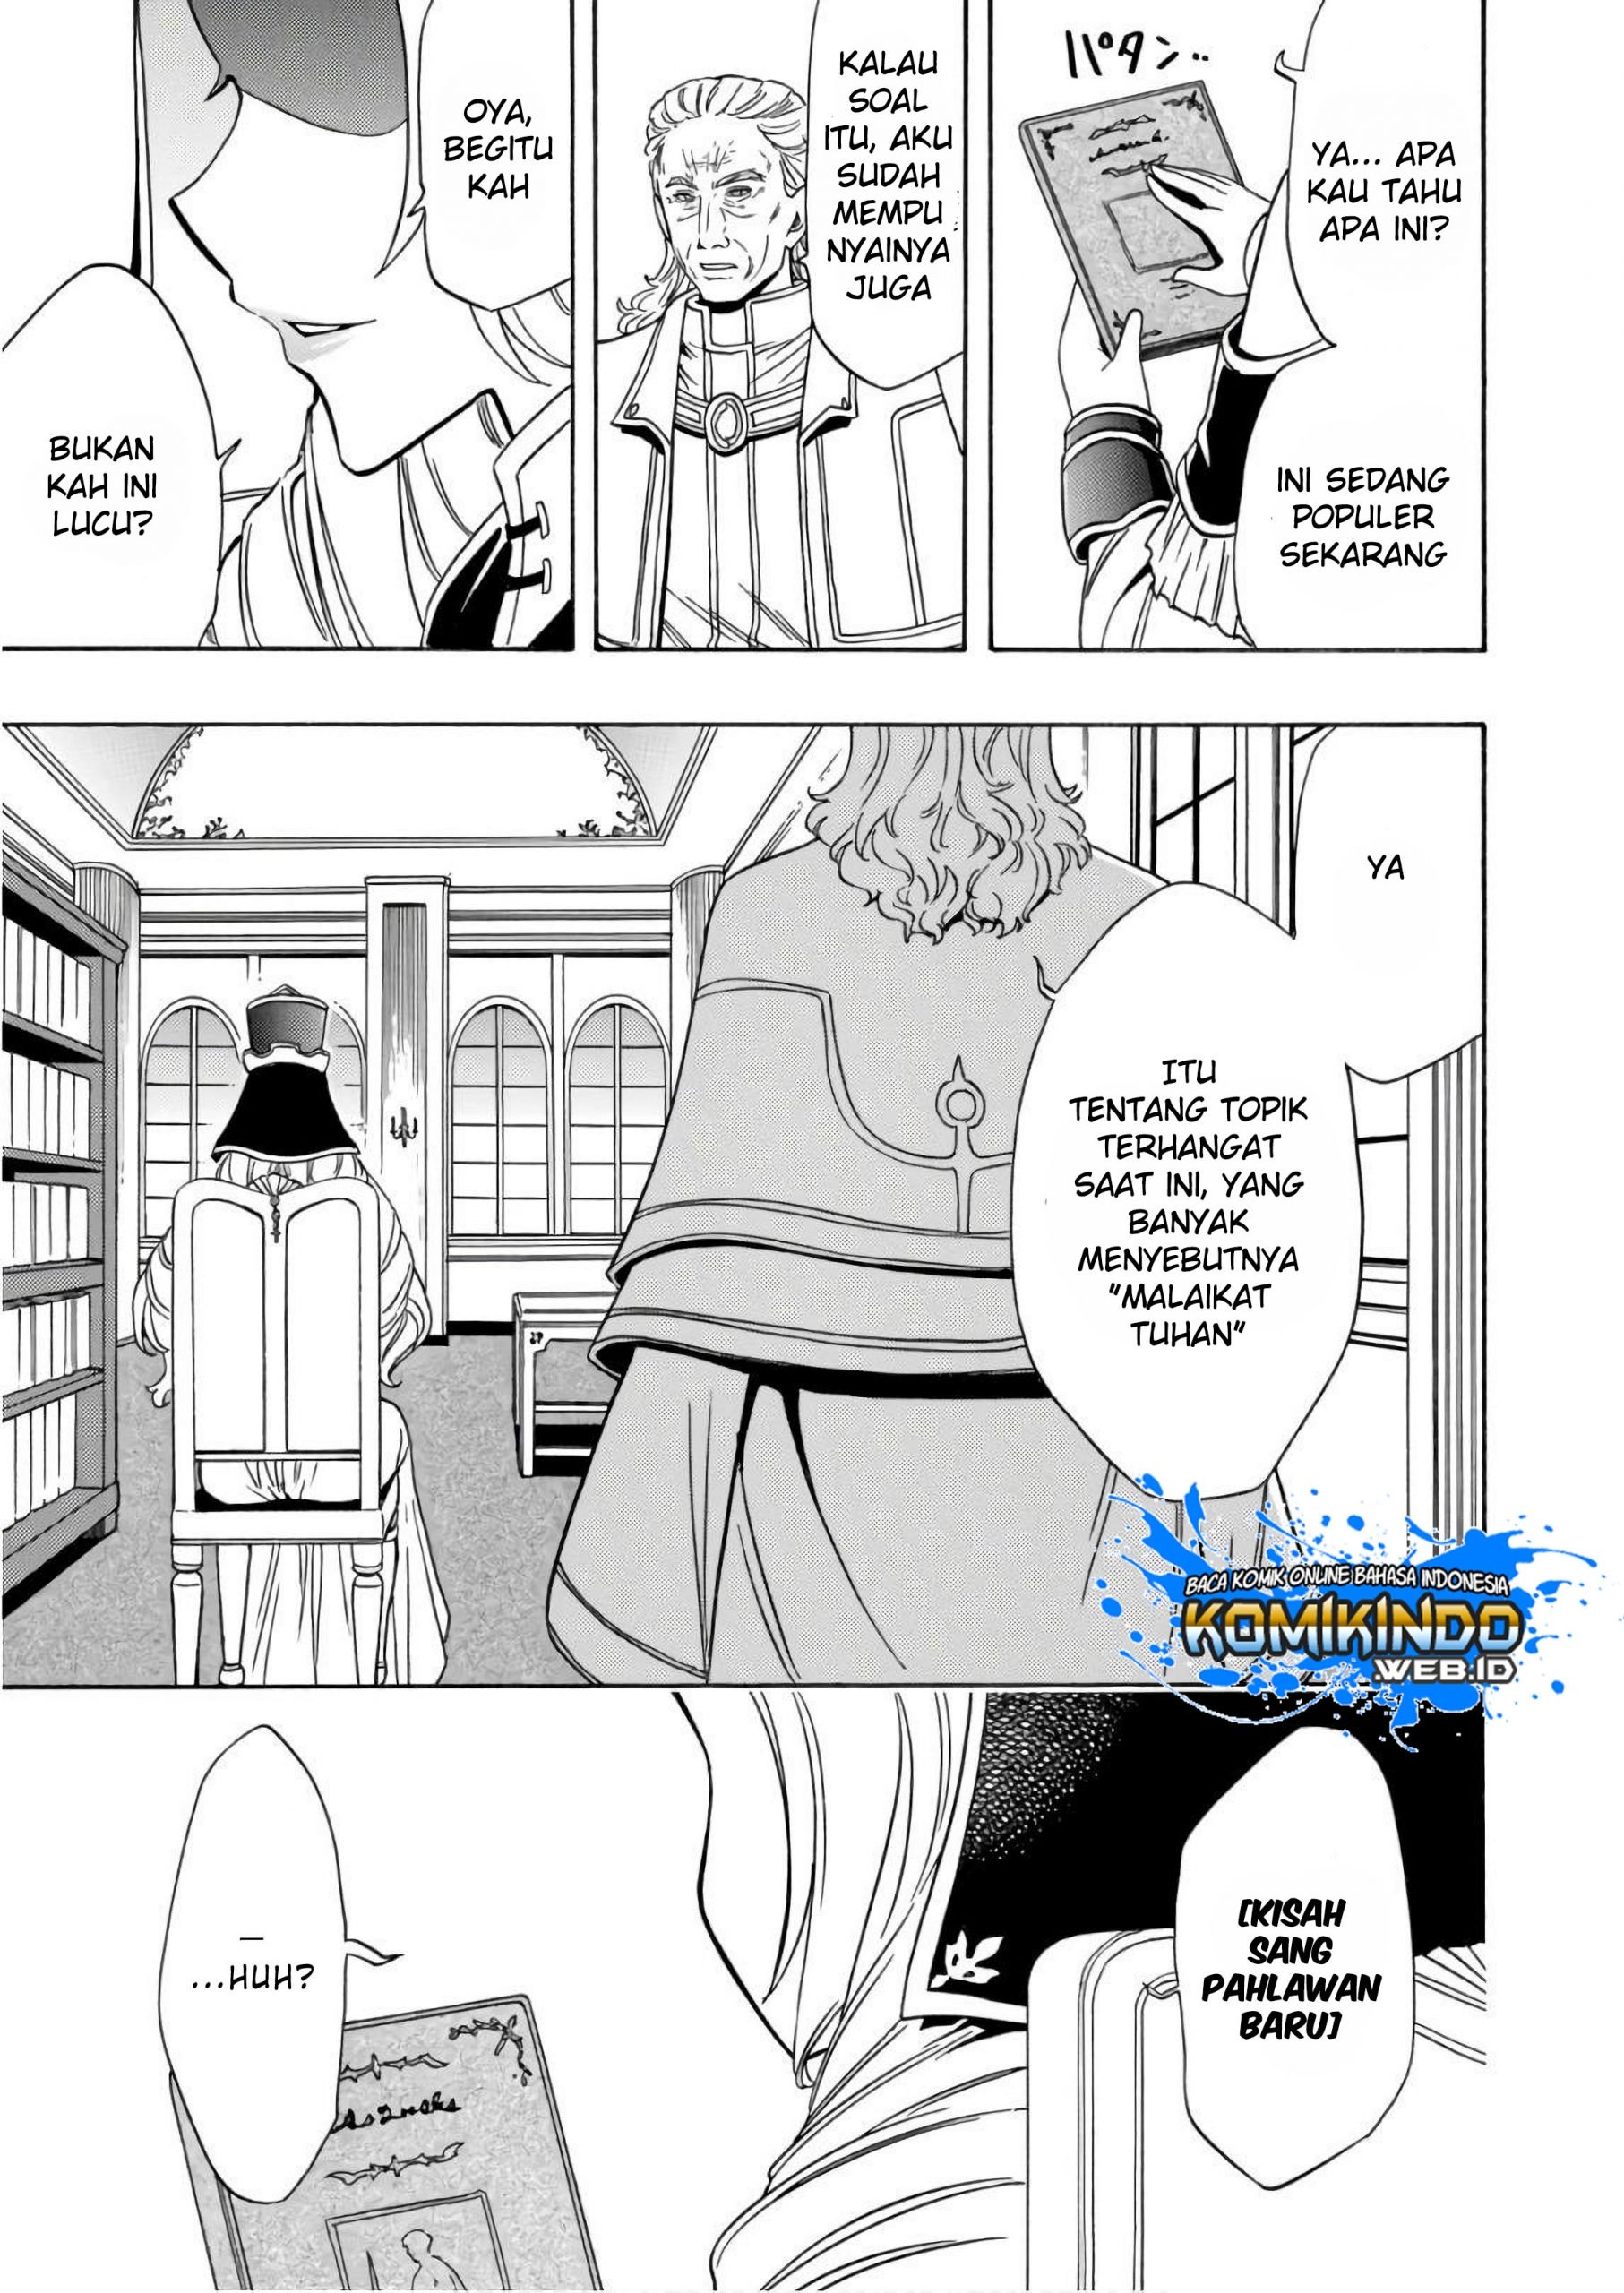 パタン..
YA... APA
KAU TAHU
APA INI?
INI SEDANG
POPULER
SEKARANG
KALAU
SOAL
ITU, AKU
SUDAH
MEMPU
NYAINYA
JUGA
OYA,
BEGITU
KAH
BUKAN
KAH INI
LUCU?
YA
ITU
TENTANG TOPIK
TERHANGAT
SAAT INI, YANG
BANYAK
MENYEBUTNYA
"MALAIKAT
TUHAN"
BACA KOMIK ONLINE BAHASA INDONESIA
KOMIKINDO
.WEB.ID
[KISAH
SANG
PAHLAWAN
BARU]
_
...HUH?